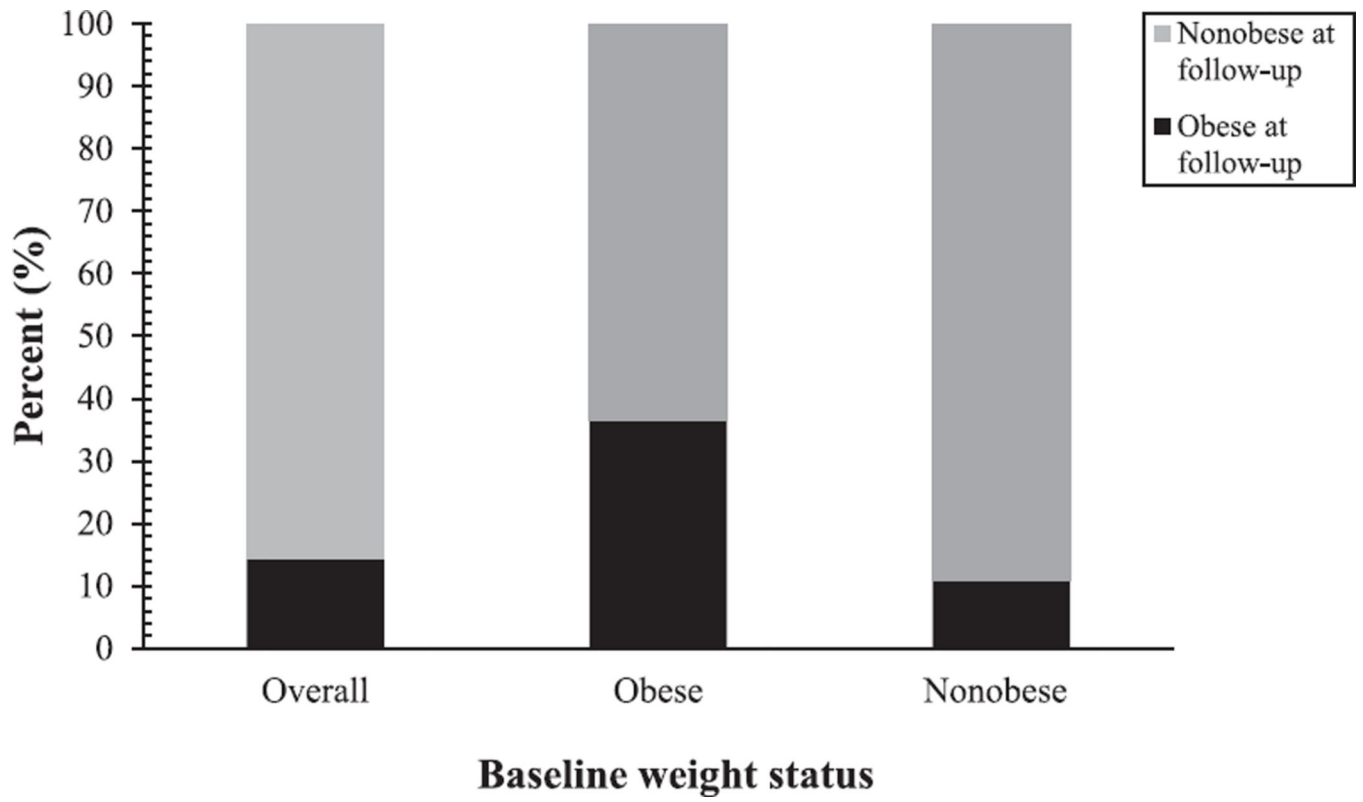 100
90
80
70
60
50
40
30
20
10
0
Percent (%)
Overall
Obese
Nonobese
Baseline weight status
Nonobese at
follow-up
Obese at
follow-up